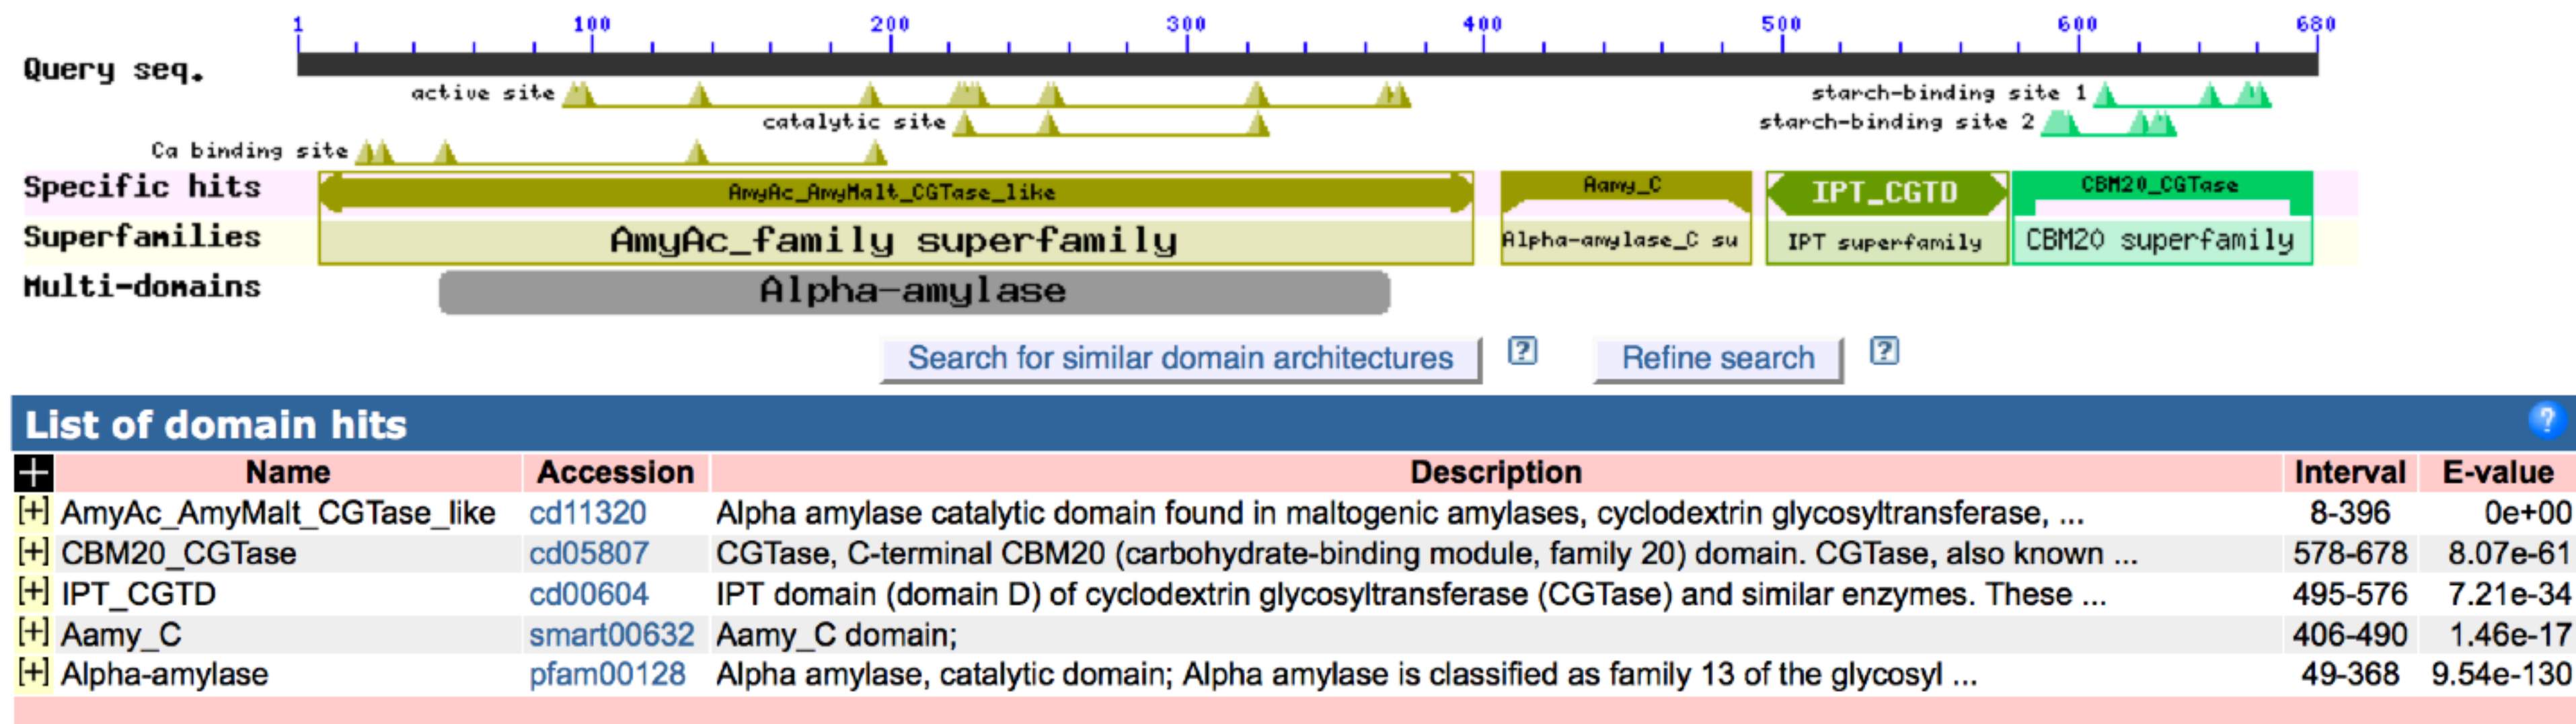 1 100 200 300 400 500 600 680
Query seq.
active site starch-binding site 1
catalytic site starch-binding site 2
Ca binding site
Specific hits AmyAc_AmyMalt_CGTase_like Aamy_C IPT_CGTD CBM20_CGTase
Superfamilies AmyAc_family superfamily Alpha-amylase_C su IPT superfamily CBM20 superfamily
Multi-domains Alpha-amylase
Search for similar domain architectures ? Refine search ?
List of domain hits ?
+ Name Accession Description Interval E-value
[+] AmyAc_AmyMalt_CGTase_like cd11320 Alpha amylase catalytic domain found in maltogenic amylases, cyclodextrin glycosyltransferase, ... 8-396 0e+00
[+] CBM20_CGTase cd05807 CGTase, C-terminal CBM20 (carbohydrate-binding module, family 20) domain. CGTase, also known ... 578-678 8.07e-61
[+] IPT_CGTD cd00604 IPT domain (domain D) of cyclodextrin glycosyltransferase (CGTase) and similar enzymes. These ... 495-576 7.21e-34
[+] Aamy_C smart00632 Aamy_C domain; 406-490 1.46e-17
[+] Alpha-amylase pfam00128 Alpha amylase, catalytic domain; Alpha amylase is classified as family 13 of the glycosyl ... 49-368 9.54e-130